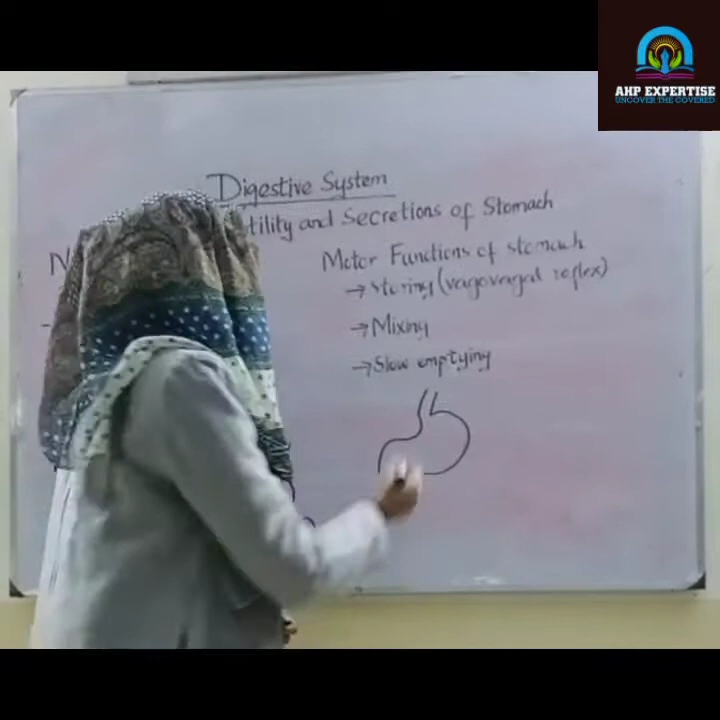 AHP EXPERTISE
UNCOVER THE COVERED
Digestive System
tility and Secretions of Stomach
N
Motor Functions of stomach
→ Storing (vagovagal reflex)
→ Mixing
→ Slow emptying